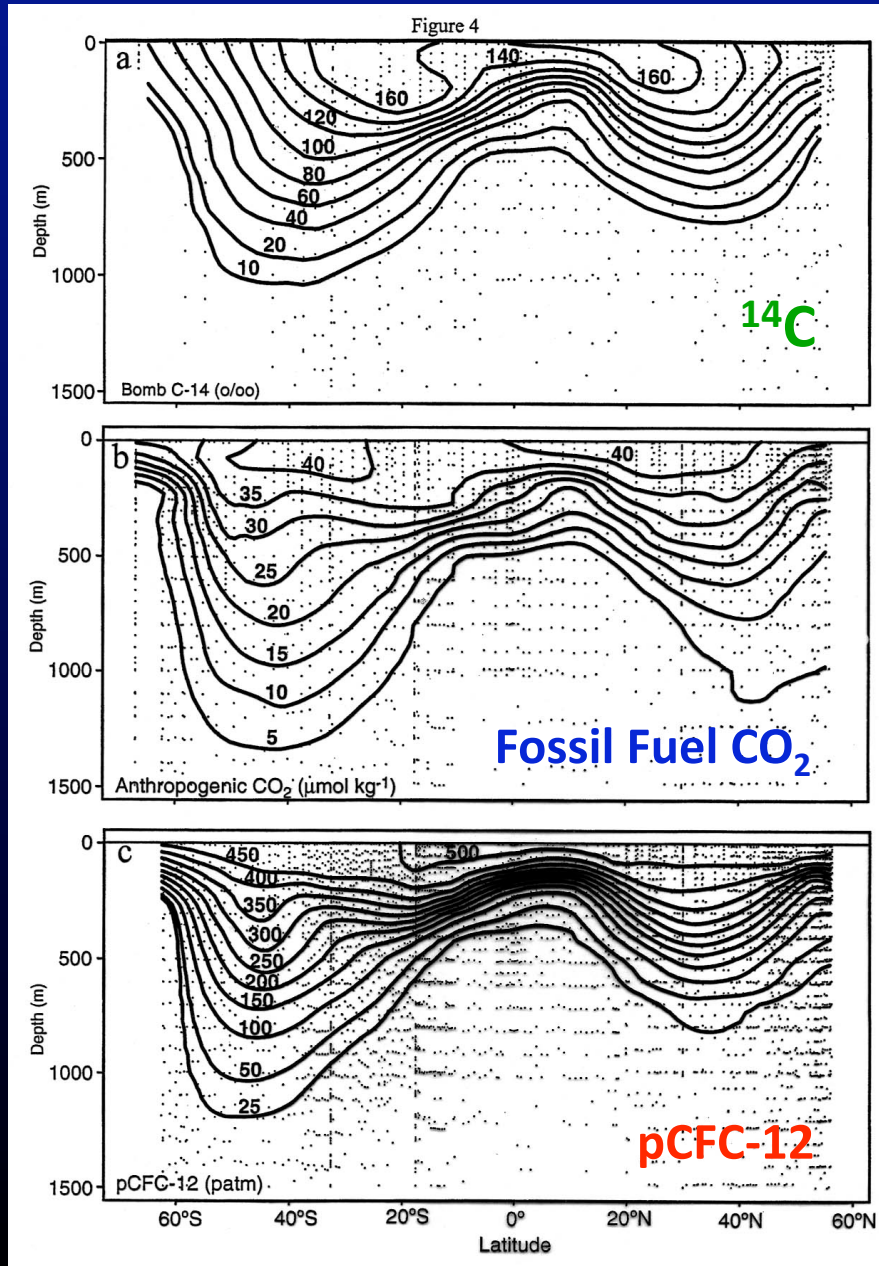 Figure 4
0
a
140
160
160
120
100
500
80
60
40
20
10
1000
14C
1500
Bomb C-14 (o/oo)
Depth (m)
0
b
40
40
35
30
25
500
20
15
1000
10
5
Fossil Fuel CO2
1500
Anthropogenic CO2 (µmol kg-1)
Depth (m)
0
c
450
500
400
350
300
250
500
200
150
100
50
1000
25
pCFC-12
pCFC-12 (patm)
1500
Depth (m)
60°S 40°S 20°S 0° 20°N 40°N 60°N
Latitude